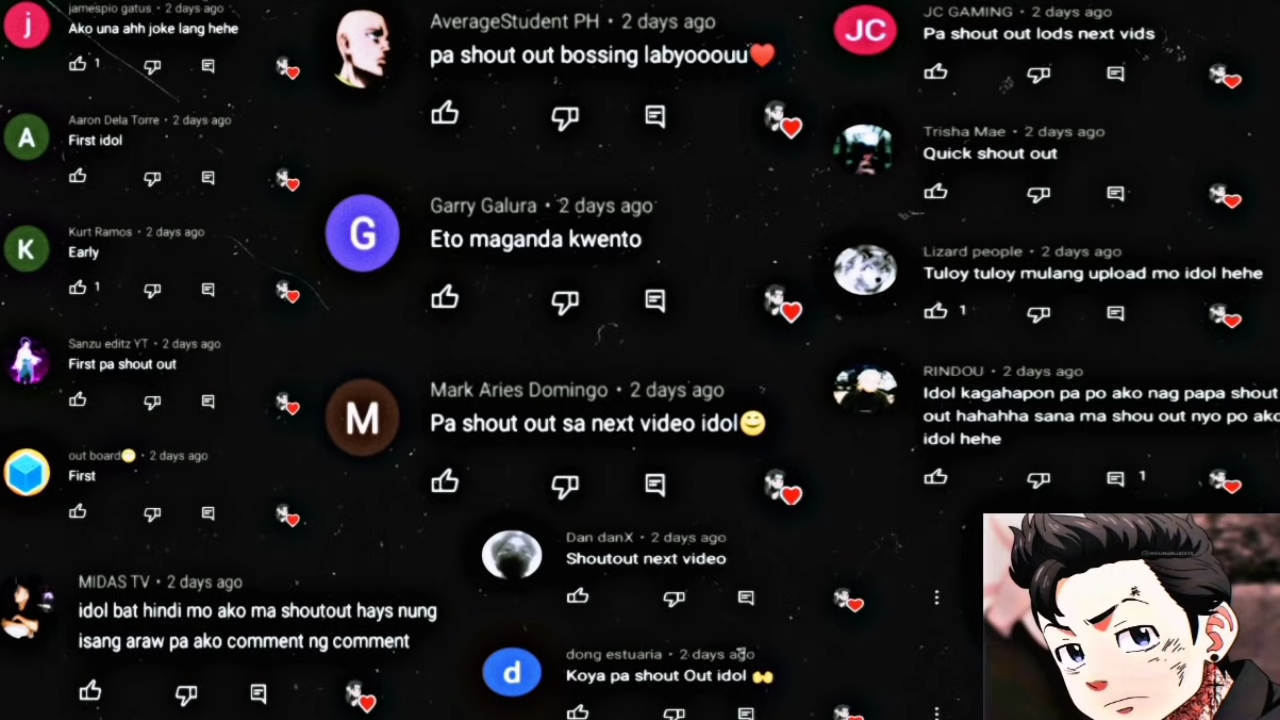 jamespio gatus • 2 days ago
Ako una ahh joke lang hehe
1
Aaron Dela Torre • 2 days ago
First idol
A
Kurt Ramos • 2 days ago
Early
K
1
Sanzu editz YT • 2 days ago
First pa shout out
out board • 2 days ago
First
MIDAS TV • 2 days ago
idol bat hindi mo ako ma shoutout hays nung
isang araw pa ako comment ng comment
j
AverageStudent PH • 2 days ago
pa shout out bossing labyooouu❤️
Garry Galura • 2 days ago
Eto maganda kwento
G
Mark Aries Domingo • 2 days ago
Pa shout out sa next video idol😊
M
Dan danX • 2 days ago
Shoutout next video
dong estuaria • 2 days ago
Koya pa shout Out idol 🙌
d
JC GAMING • 2 days ago
Pa shout out lods next vids
JC
Trisha Mae • 2 days ago
Quick shout out
Lizard people • 2 days ago
Tuloy tuloy mulang upload mo idol hehe
1
RINDOU • 2 days ago
Idol kagahapon pa po ako nag papa shout
out hahahha sana ma shou out nyo po ako
idol hehe
1